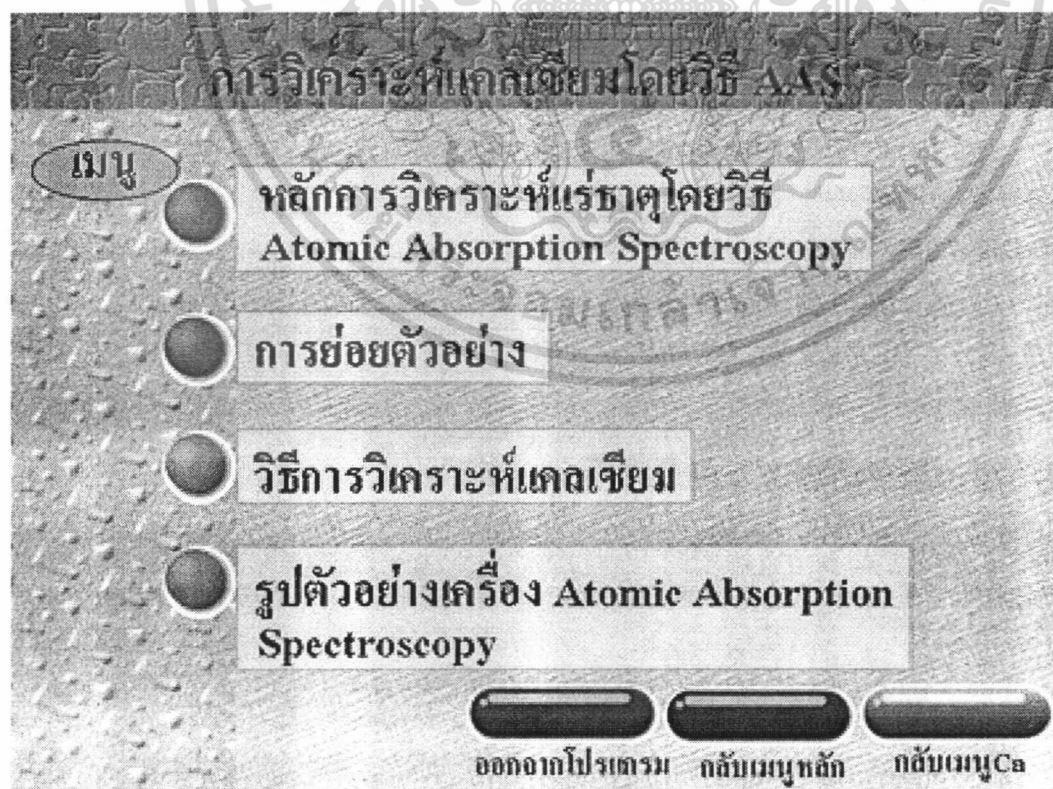 การวิเคราะห์แคลเซียมโดยวิธี AAS
เมนู
หลักการวิเคราะห์แร่ธาตุโดยวิธี
Atomic Absorption Spectroscopy
การย่อยตัวอย่าง
วิธีการวิเคราะห์แคลเซียม
รูปตัวอย่างเครื่อง Atomic Absorption
Spectroscopy
ออกจากโปรแกรม กลับเมนูหลัก กลับเมนูCa